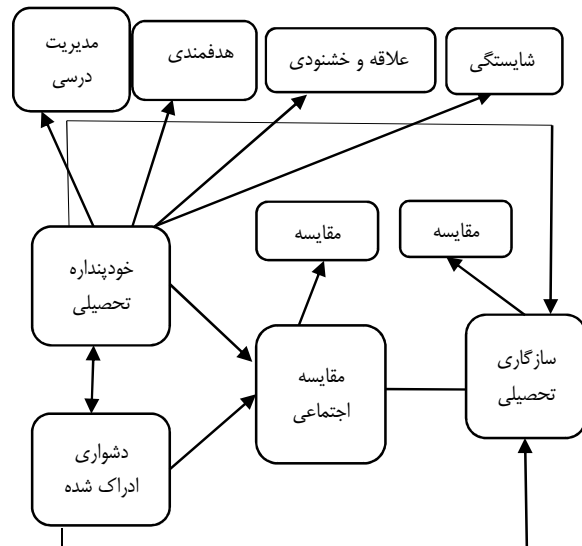 شایستگی
علاقه و خشنودی
هدفمندی
مدیریت
درسی
مقایسه
مقایسه
خودپنداره
تحصیلی
سازگاری
تحصیلی
مقایسه
اجتماعی
دشواری
ادراک شده